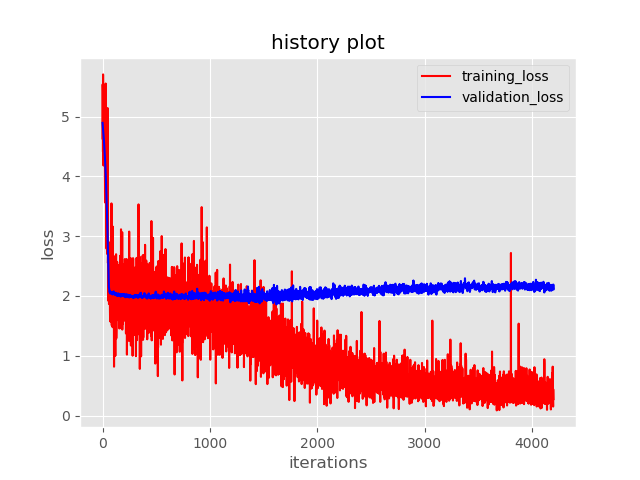 history plot
training_loss
validation_loss
loss
5
4
3
2
1
0
0 1000 2000 3000 4000
iterations